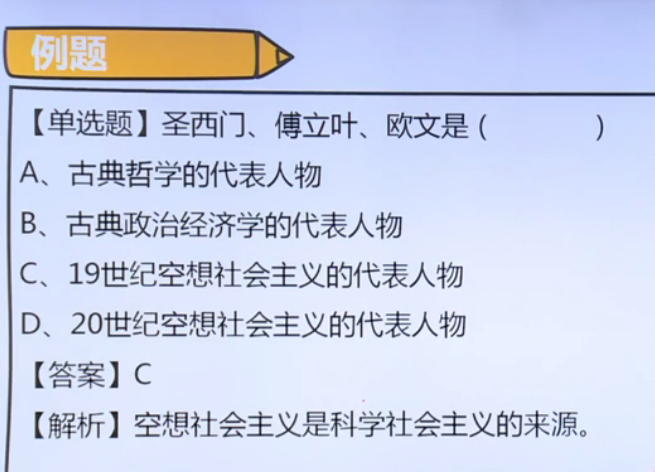 例题
【单选题】圣西门、傅立叶、欧文是（　　　）
A、古典哲学的代表人物
B、古典政治经济学的代表人物
C、19世纪空想社会主义的代表人物
D、20世纪空想社会主义的代表人物
【答案】C
【解析】空想社会主义是科学社会主义的来源。